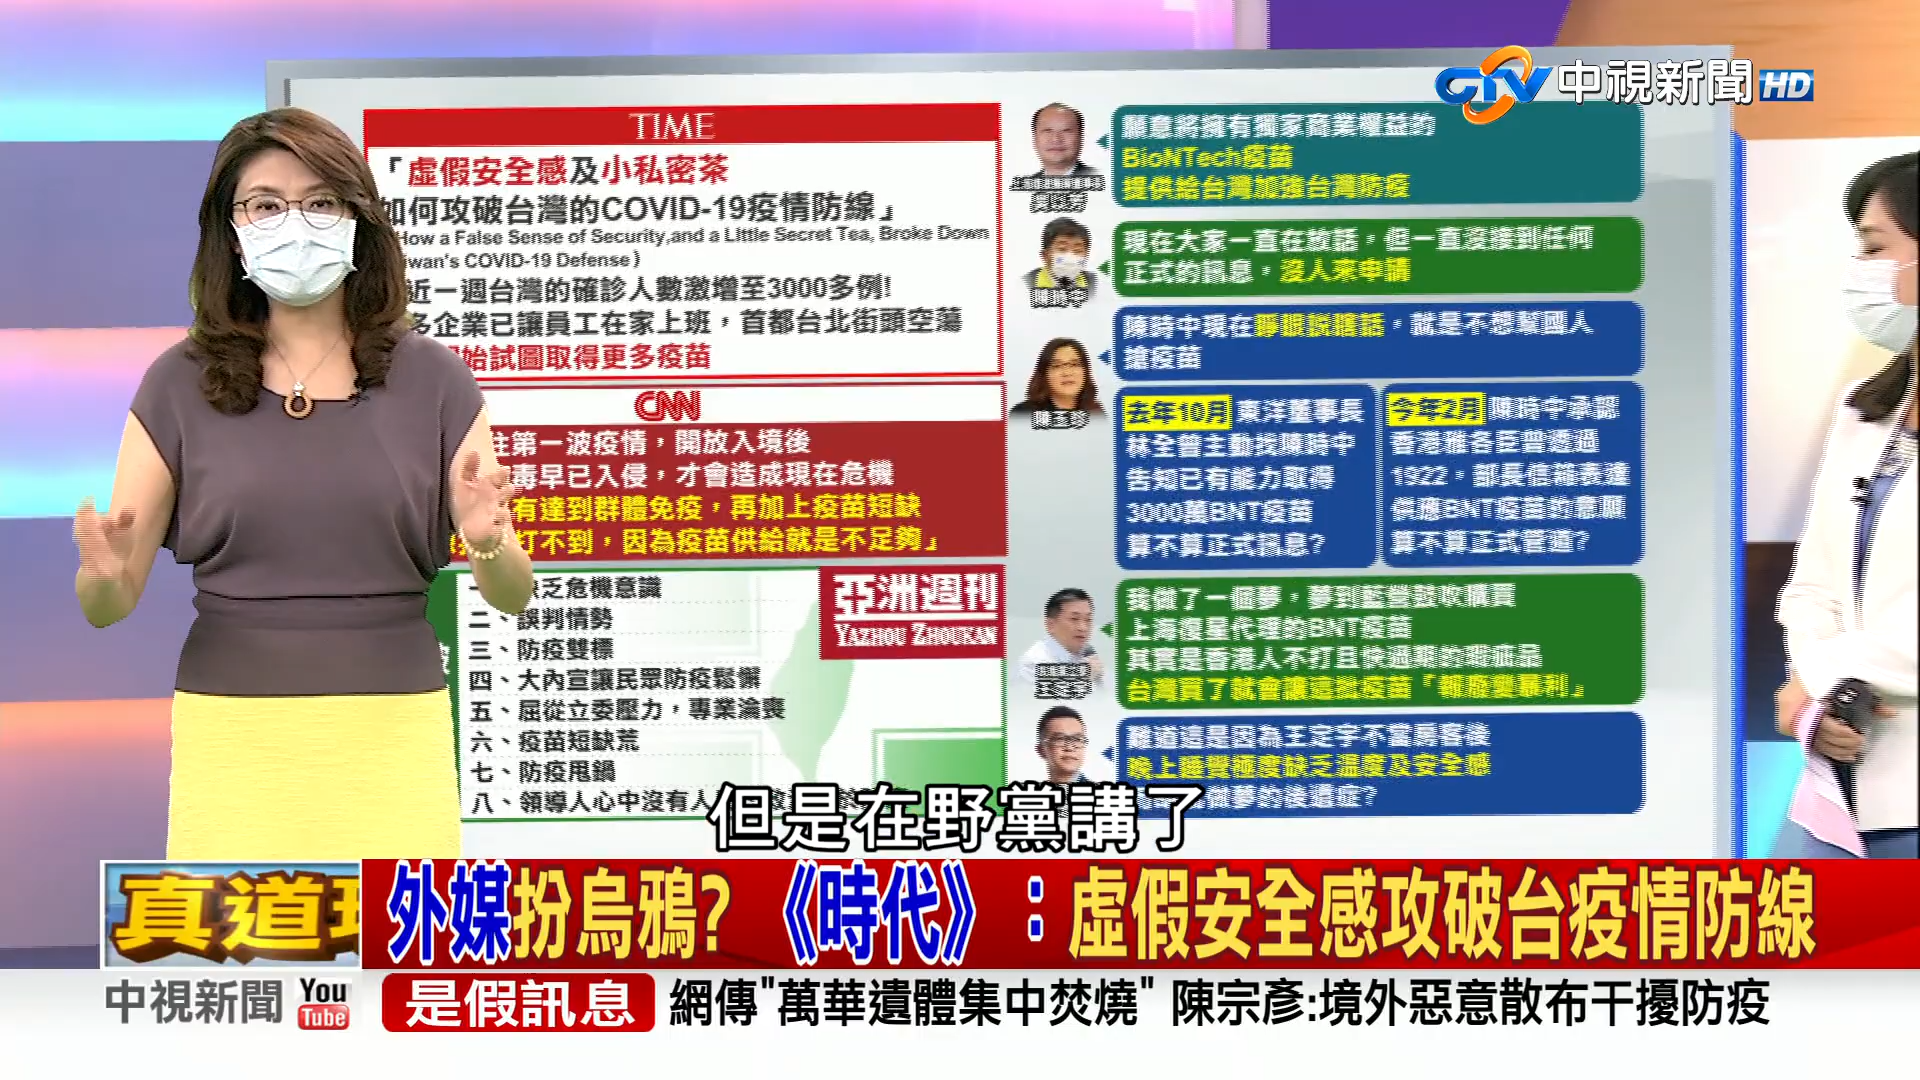 CTV 中視新聞 HD
TIME
「虛假安全感及小私密茶
如何攻破台灣的COVID-19疫情防線」
How a False Sense of Security,and a Little Secret Tea, Broke Down
iwan's COVID-19 Defense）
近一週台灣的確診人數激增至3000多例!
多企業已讓員工在家上班，首都台北街頭空蕩
開始試圖取得更多疫苗
CNN
住第一波疫情，開放入境後
毒早已入侵，才會造成現在危機
有達到群體免疫，再加上疫苗短缺
打不到，因為疫苗供給就是不足夠」
亞洲週刊
YAZHOU ZHOUKAN
缺乏危機意識
二、誤判情勢
三、防疫雙標
四、大內宣讓民眾防疫鬆懈
五、屈從立委壓力，專業淪喪
六、疫苗短缺荒
七、防疫甩鍋
八、領導人心中沒有人
願意將擁有獨家商業權益的
BioNTech疫苗
提供給台灣加強台灣防疫
現在大家一直在放話，但一直沒接到任何
正式的訊息，沒人來申請
陳時中
陳時中現在睜眼說瞎話，就是不想幫國人
搶疫苗
陳玉珍
去年10月 東洋董事長
林全曾主動找陳時中
告知已有能力取得
3000萬BNT疫苗
算不算正式訊息?
今年2月 陳時中承認
香港雅各臣曾透過
1922，部長信箱表達
供應BNT疫苗的意願
算不算正式管道?
我做了一個夢，夢到藍營鼓吹購買
上海復星代理的BNT疫苗
其實是香港人不打且快過期的瑕疵品
台灣買了就會讓這批疫苗「報廢變暴利」
王定宇
難道這是因為王定宇不當房客後
晚上睡覺極度缺乏溫度及安全感
做夢的後遺症?
但是在野黨講了
真道理
外媒扮烏鴉? 《時代》：虛假安全感攻破台疫情防線
中視新聞 YouTube
是假訊息 網傳"萬華遺體集中焚燒" 陳宗彥:境外惡意散布干擾防疫